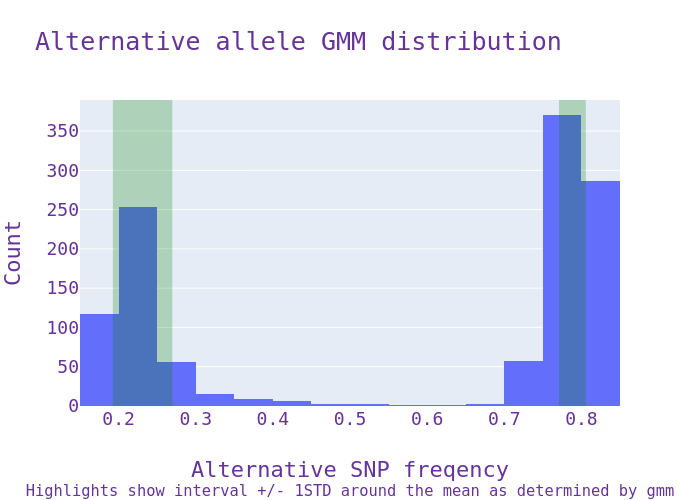 Alternative allele GMM distribution
350
300
250
200
150
100
50
0
Count
0.2 0.3 0.4 0.5 0.6 0.7 0.8
Alternative SNP freqency
Highlights show interval +/- 1STD around the mean as determined by gmm